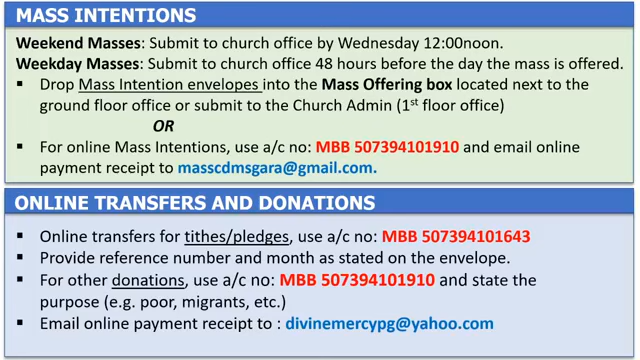 MASS INTENTIONS
Weekend Masses: Submit to church office by Wednesday 12:00noon.
Weekday Masses: Submit to church office 48 hours before the day the mass is offered.
▪ Drop Mass Intention envelopes into the Mass Offering box located next to the
ground floor office or submit to the Church Admin (1st floor office)
OR
▪ For online Mass Intentions, use a/c no: MBB 507394101910 and email online
payment receipt to masscdmsgara@gmail.com.
ONLINE TRANSFERS AND DONATIONS
▪ Online transfers for tithes/pledges, use a/c no: MBB 507394101643
▪ Provide reference number and month as stated on the envelope.
▪ For other donations, use a/c no: MBB 507394101910 and state the
purpose (e.g. poor, migrants, etc.)
▪ Email online payment receipt to : divinemercypg@yahoo.com